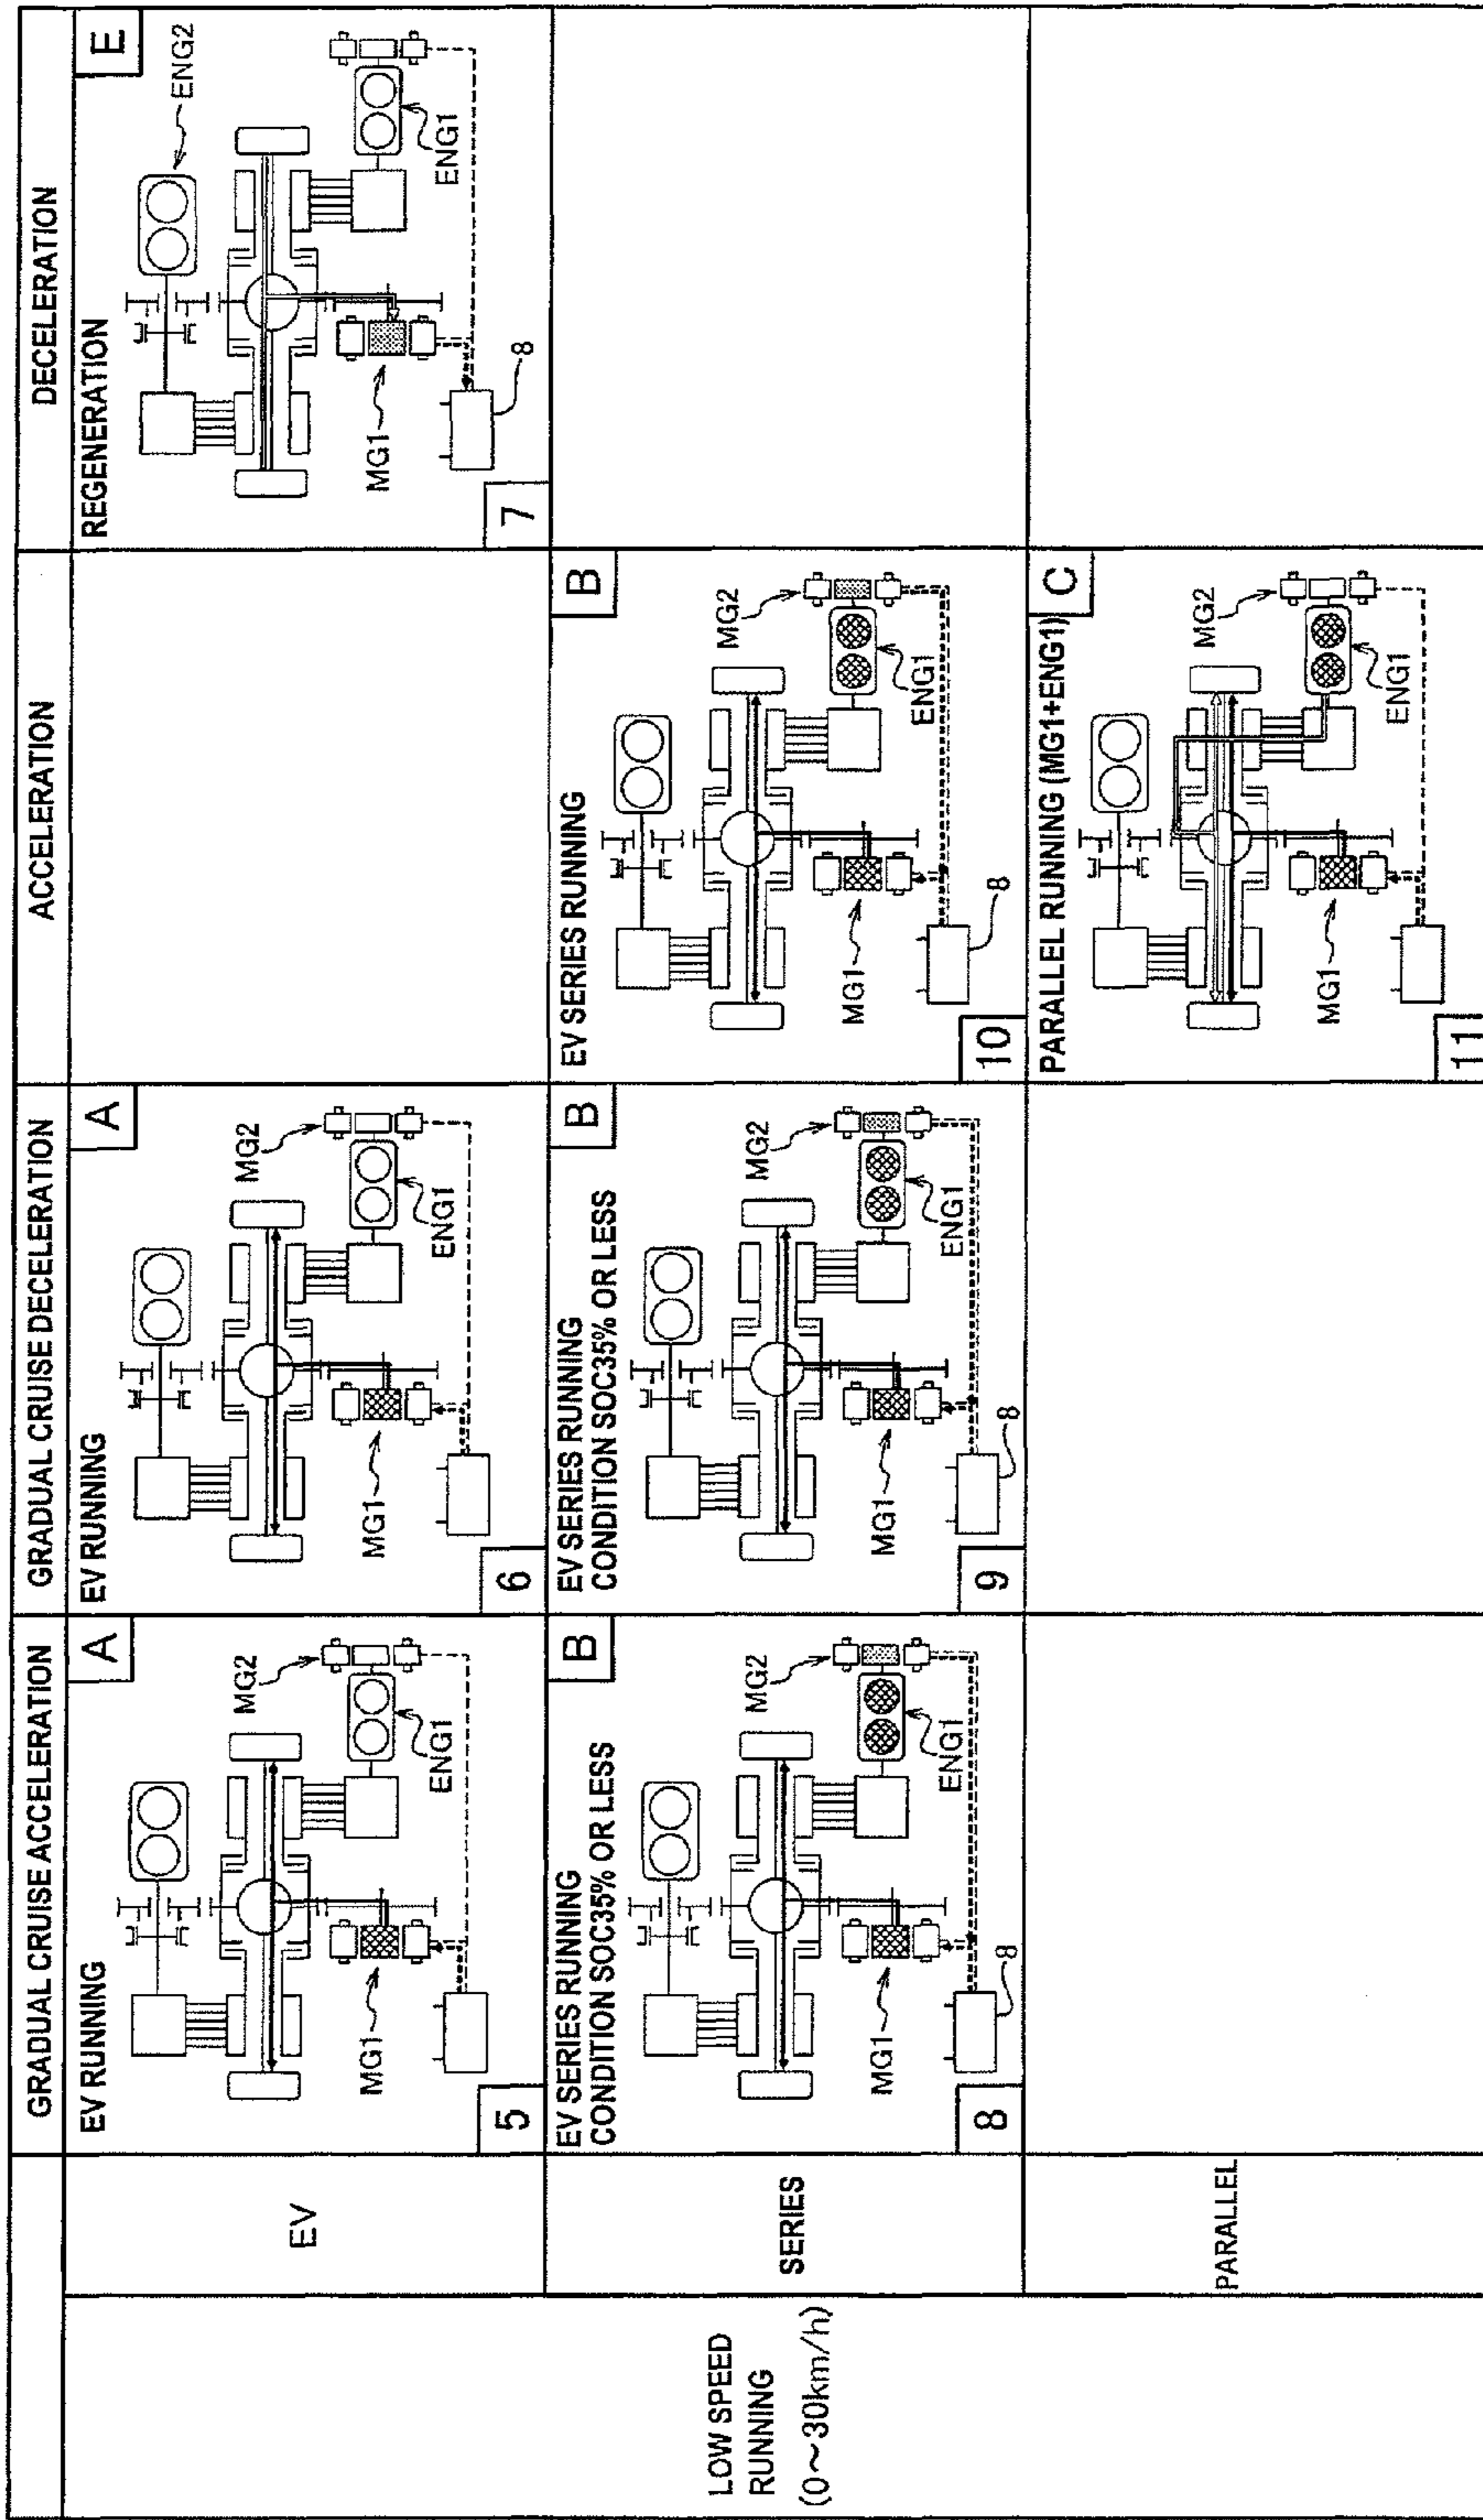 GRADUAL CRUISE ACCELERATION
GRADUAL CRUISE DECELERATION
ACCELERATION
DECELERATION
LOW SPEED
RUNNING
(0~30km/h)
EV
EV RUNNING
A
MG2
ENG1
MG1
5
EV RUNNING
A
MG2
ENG1
MG1
6
REGENERATION
E
ENG2
ENG1
MG1
8
7
SERIES
EV SERIES RUNNING
CONDITION SOC35% OR LESS
B
MG2
ENG1
MG1
8
8
EV SERIES RUNNING
CONDITION SOC35% OR LESS
B
MG2
ENG1
MG1
8
9
EV SERIES RUNNING
B
MG2
ENG1
MG1
8
10
PARALLEL
PARALLEL RUNNING (MG1+ENG1)
C
MG2
ENG1
MG1
11